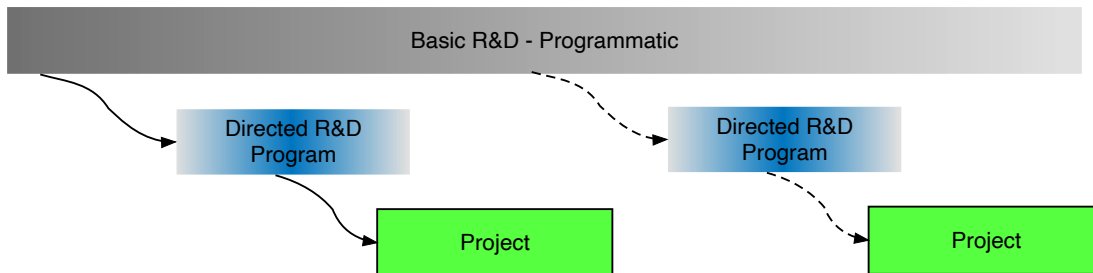 Basic R&D - Programmatic
Directed R&D
Program
Directed R&D
Program
Project
Project